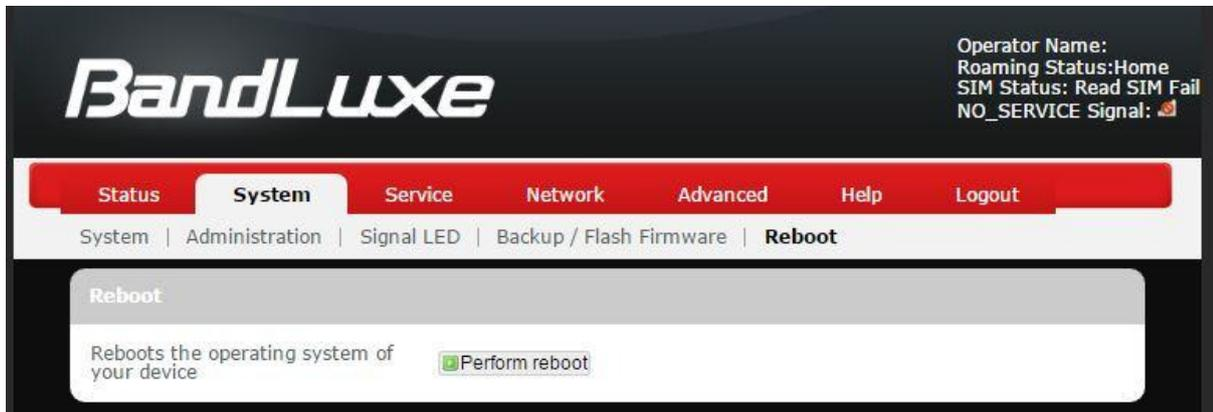 BandLuxe
Operator Name:
Roaming Status:Home
SIM Status: Read SIM Fail
NO_SERVICE Signal:
Status System Service Network Advanced Help Logout
System | Administration | Signal LED | Backup / Flash Firmware | Reboot
Reboot
Reboots the operating system of
your device
Perform reboot